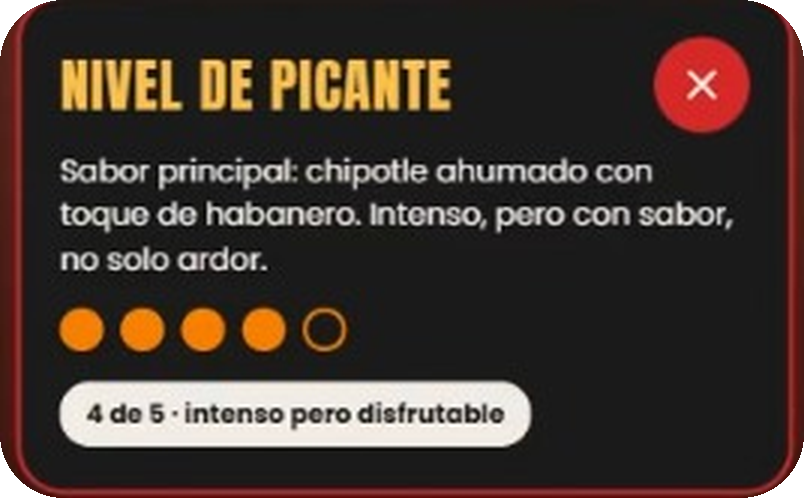 NIVEL DE PICANTE
Sabor principal: chipotle ahumado con
toque de habanero. Intenso, pero con sabor,
no solo ardor.
4 de 5 · intenso pero disfrutable